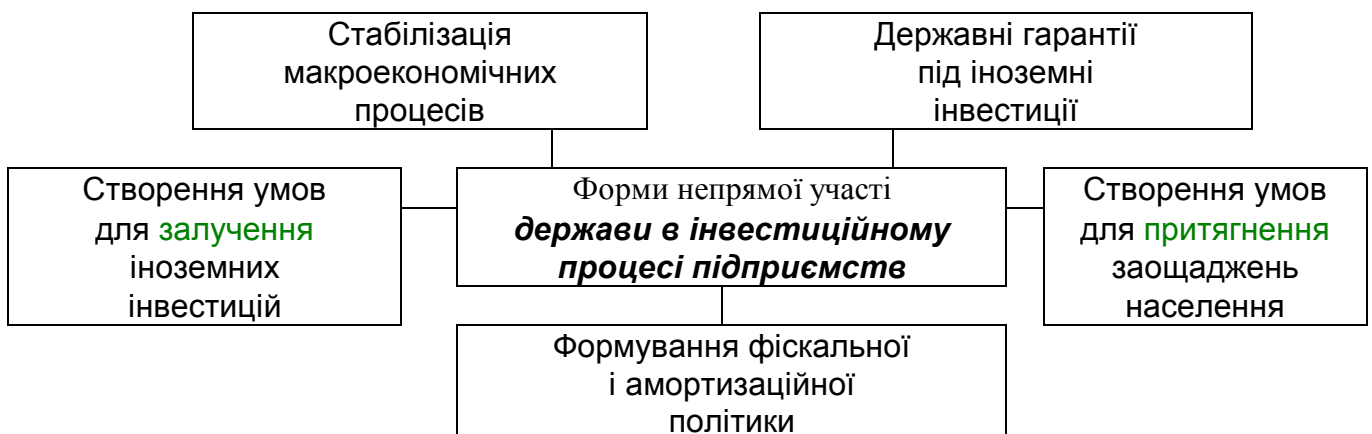 Стабілізація
макроекономічних
процесів
Державні гарантії
під іноземні
інвестиції
Створення умов
для залучення
іноземних
інвестицій
Форми непрямої участі
держави в інвестиційному
процесі підприємств
Створення умов
для притягнення
заощаджень
населення
Формування фіскальної
і амортизаційної
політики